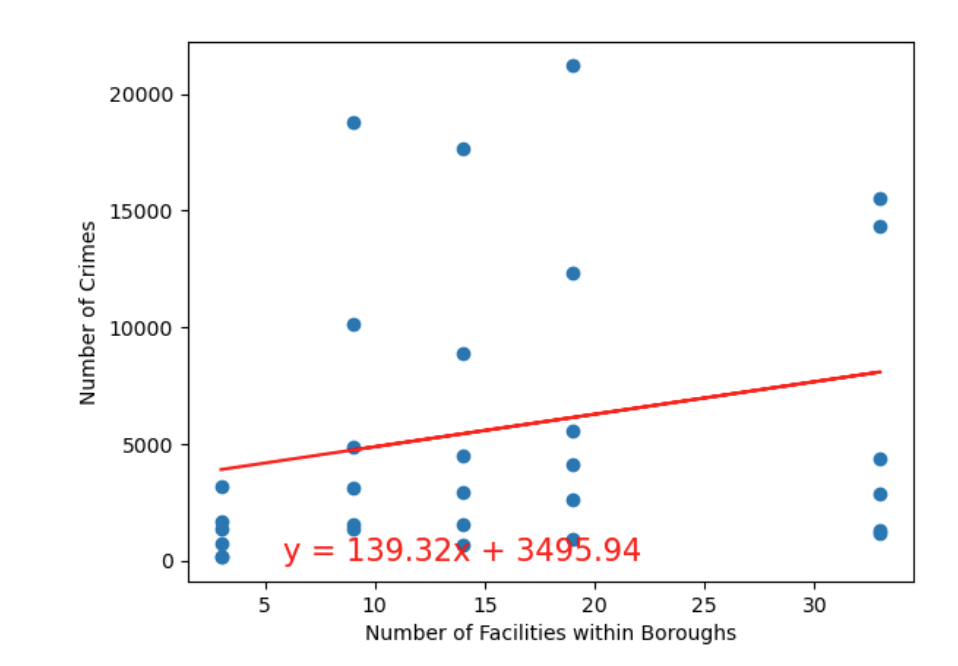 20000
15000
10000
5000
0
Number of Crimes
y = 139.32x + 3495.94
5 10 15 20 25 30
Number of Facilities within Boroughs